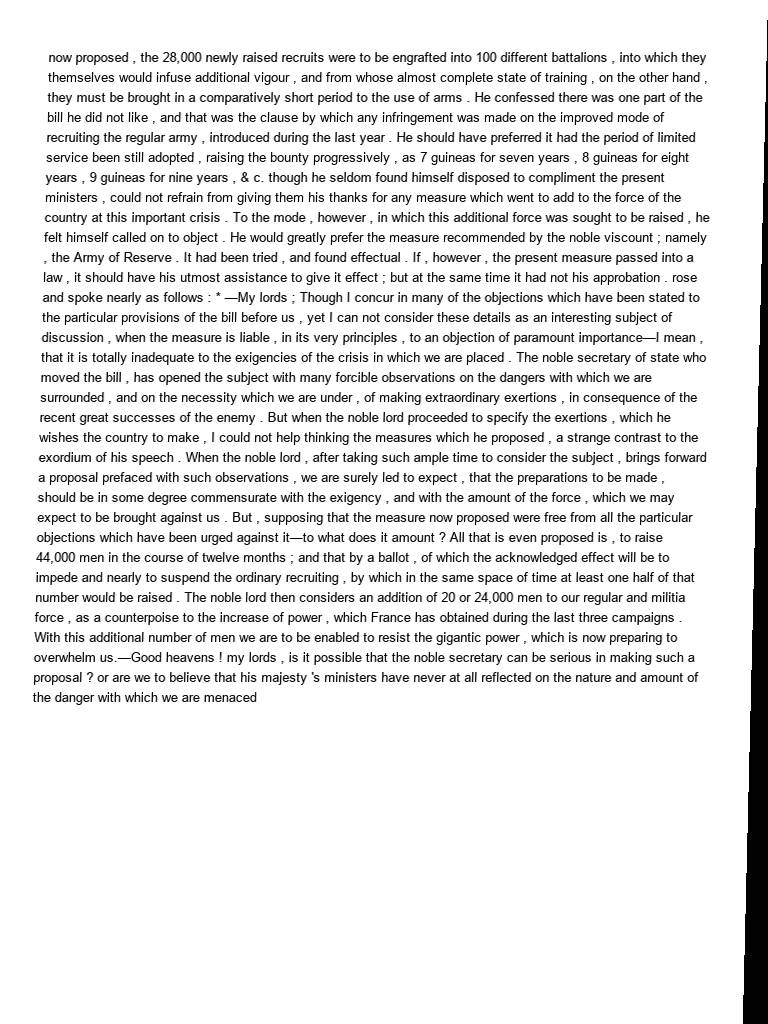 now proposed , the 28,000 newly raised recruits were to be engrafted into 100 different battalions , into which they
themselves would infuse additional vigour , and from whose almost complete state of training , on the other hand ,
they must be brought in a comparatively short period to the use of arms . He confessed there was one part of the
bill he did not like , and that was the clause by which any infringement was made on the improved mode of
recruiting the regular army , introduced during the last year . He should have preferred it had the period of limited
service been still adopted , raising the bounty progressively , as 7 guineas for seven years , 8 guineas for eight
years , 9 guineas for nine years , & c. though he seldom found himself disposed to compliment the present
ministers , could not refrain from giving them his thanks for any measure which went to add to the force of the
country at this important crisis . To the mode , however , in which this additional force was sought to be raised , he
felt himself called on to object . He would greatly prefer the measure recommended by the noble viscount ; namely
, the Army of Reserve . It had been tried , and found effectual . If , however , the present measure passed into a
law , it should have his utmost assistance to give it effect ; but at the same time it had not his approbation . rose
and spoke nearly as follows : * —My lords ; Though I concur in many of the objections which have been stated to
the particular provisions of the bill before us , yet I can not consider these details as an interesting subject of
discussion , when the measure is liable , in its very principles , to an objection of paramount importance—I mean ,
that it is totally inadequate to the exigencies of the crisis in which we are placed . The noble secretary of state who
moved the bill , has opened the subject with many forcible observations on the dangers with which we are
surrounded , and on the necessity which we are under , of making extraordinary exertions , in consequence of the
recent great successes of the enemy . But when the noble lord proceeded to specify the exertions , which he
wishes the country to make , I could not help thinking the measures which he proposed , a strange contrast to the
exordium of his speech . When the noble lord , after taking such ample time to consider the subject , brings forward
a proposal prefaced with such observations , we are surely led to expect , that the preparations to be made ,
should be in some degree commensurate with the exigency , and with the amount of the force , which we may
expect to be brought against us . But , supposing that the measure now proposed were free from all the particular
objections which have been urged against it—to what does it amount ? All that is even proposed is , to raise
44,000 men in the course of twelve months ; and that by a ballot , of which the acknowledged effect will be to
impede and nearly to suspend the ordinary recruiting , by which in the same space of time at least one half of that
number would be raised . The noble lord then considers an addition of 20 or 24,000 men to our regular and militia
force , as a counterpoise to the increase of power , which France has obtained during the last three campaigns .
With this additional number of men we are to be enabled to resist the gigantic power , which is now preparing to
overwhelm us.—Good heavens ! my lords , is it possible that the noble secretary can be serious in making such a
proposal ? or are we to believe that his majesty 's ministers have never at all reflected on the nature and amount of
the danger with which we are menaced